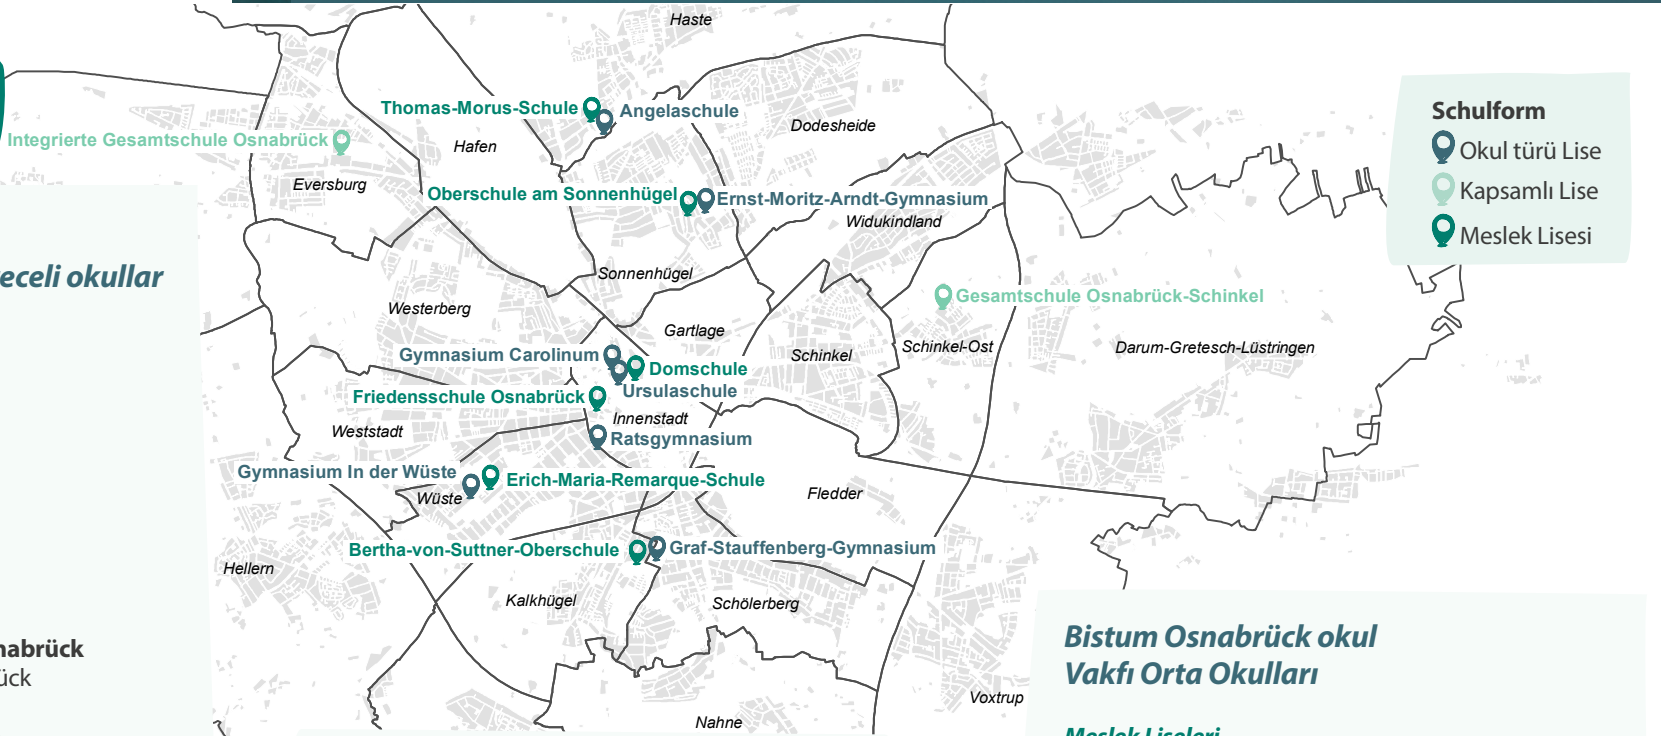 Haste
Thomas-Morus-Schule
Angelaschule
Dodesheide
Integrierte Gesamtschule Osnabrück
Hafen
Eversburg
Oberschule am Sonnenhügel
Ernst-Moritz-Arndt-Gymnasium
Widukindland
Schulform
Okul türü Lise
Kapsamlı Lise
Meslek Lisesi
eceli okullar
Sonnenhügel
Westerberg
Gartlage
Gesamtschule Osnabrück-Schinkel
Schinkel
Schinkel-Ost
Darum-Gretesch-Lüstringen
Gymnasium Carolinum
Domschule
Ursulaschule
Friedensschule Osnabrück
Innenstadt
Weststadt
Ratsgymnasium
Gymnasium In der Wüste
Erich-Maria-Remarque-Schule
Wüste
Fledder
Bertha-von-Suttner-Oberschule
Graf-Stauffenberg-Gymnasium
Hellern
Kalkhügel
Schölerberg
nabrück
ück
Voxtrup
Nahne
Bistum Osnabrück okul
Vakfı Orta Okulları
Meslek Liseleri